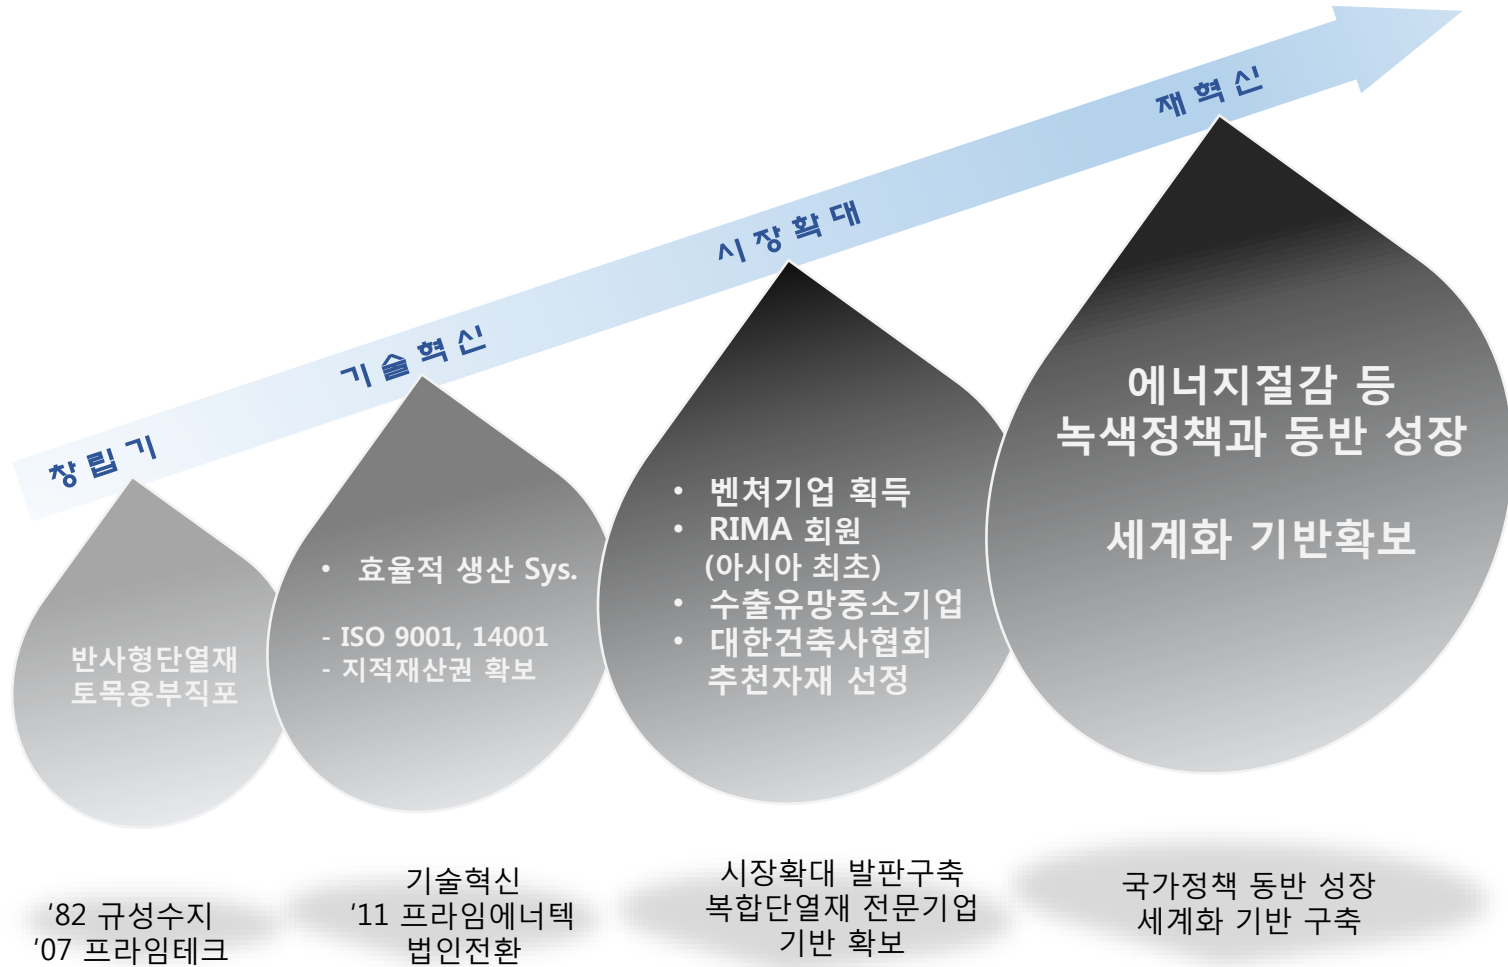 창립기
기술혁신
시장확대
재혁신
반사형단열재
토목용부직포
• 효율적 생산 Sys.
- ISO 9001, 14001
- 지적재산권 확보
• 벤쳐기업 획득
• RIMA 회원
(아시아 최초)
• 수출유망중소기업
• 대한건축사협회
추천자재 선정
에너지절감 등
녹색정책과 동반 성장
세계화 기반확보
'82 규성수지
'07 프라임테크
기술혁신
'11 프라임에너텍
법인전환
시장확대 발판구축
복합단열재 전문기업
기반 확보
국가정책 동반 성장
세계화 기반 구축